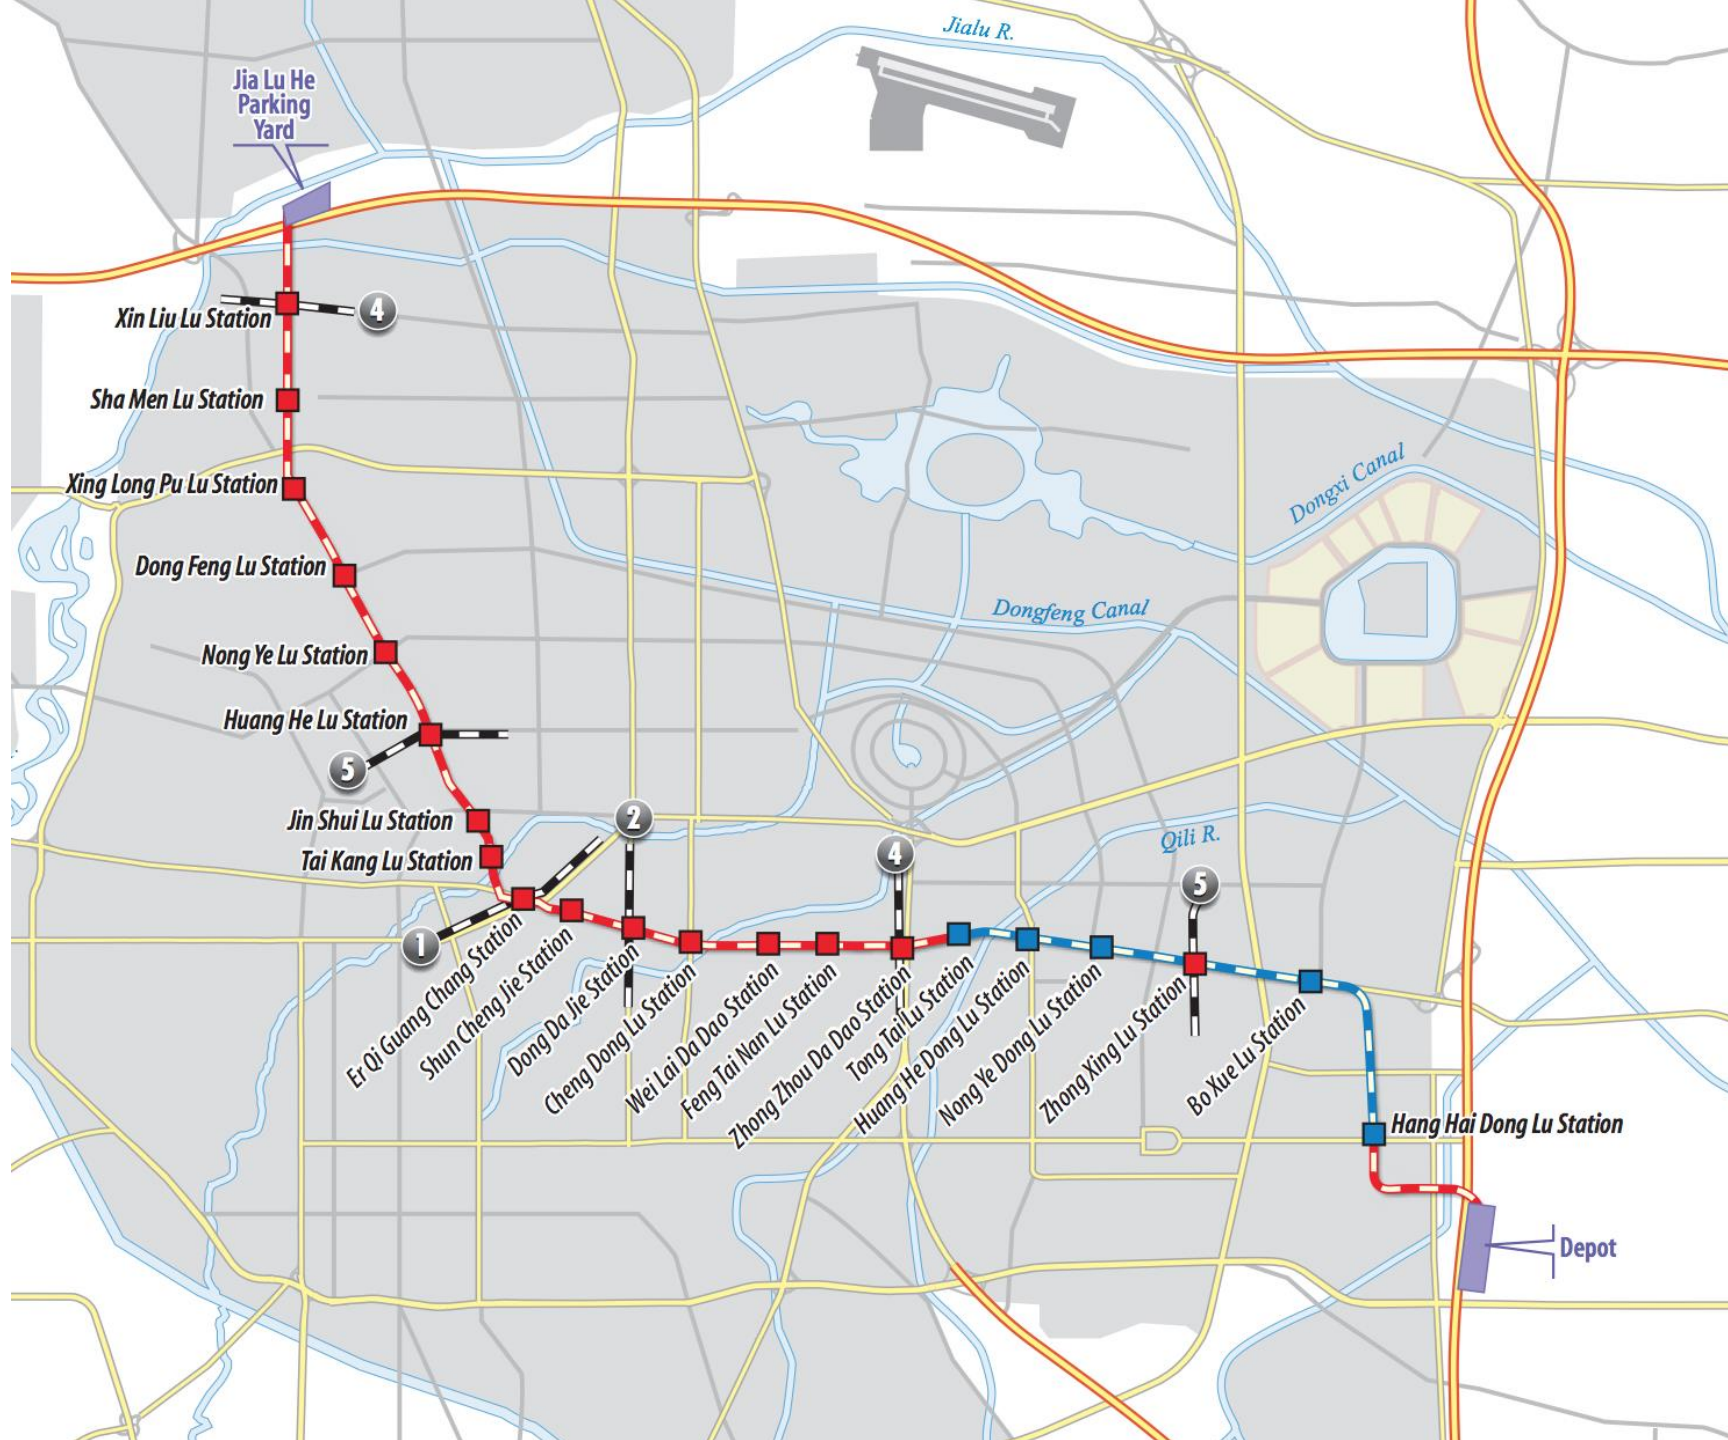 Jialu R.
Jia Lu He
Parking
Yard
4
Xin Liu Lu Station
Sha Men Lu Station
Xing Long Pu Lu Station
Dongxi Canal
Dong Feng Lu Station
Dongfeng Canal
Nong Ye Lu Station
Huang He Lu Station
5
Jin Shui Lu Station
2
Tai Kang Lu Station
4
Qili R.
5
1
Er Qi Guang Chang Station
Shun Cheng Jie Station
Dong Da Jie Station
Cheng Dong Lu Station
Wei Lai Da Dao Station
Feng Tai Nan Lu Station
Zhong Zhou Da Dao Station
Tong Tai Lu Station
Huang He Dong Lu Station
Nong Ye Dong Lu Station
Zhong Xing Lu Station
Bo Xue Lu Station
Hang Hai Dong Lu Station
Depot